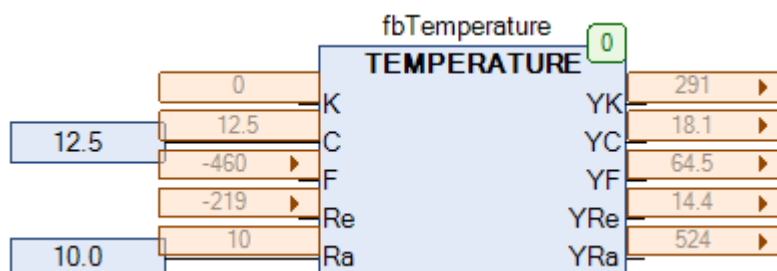 fbTemperature
0
TEMPERATURE
0 K YK 291
12.5 12.5 C YC 18.1
-460 F YF 64.5
-219 Re YRe 14.4
10.0 10 Ra YRa 524